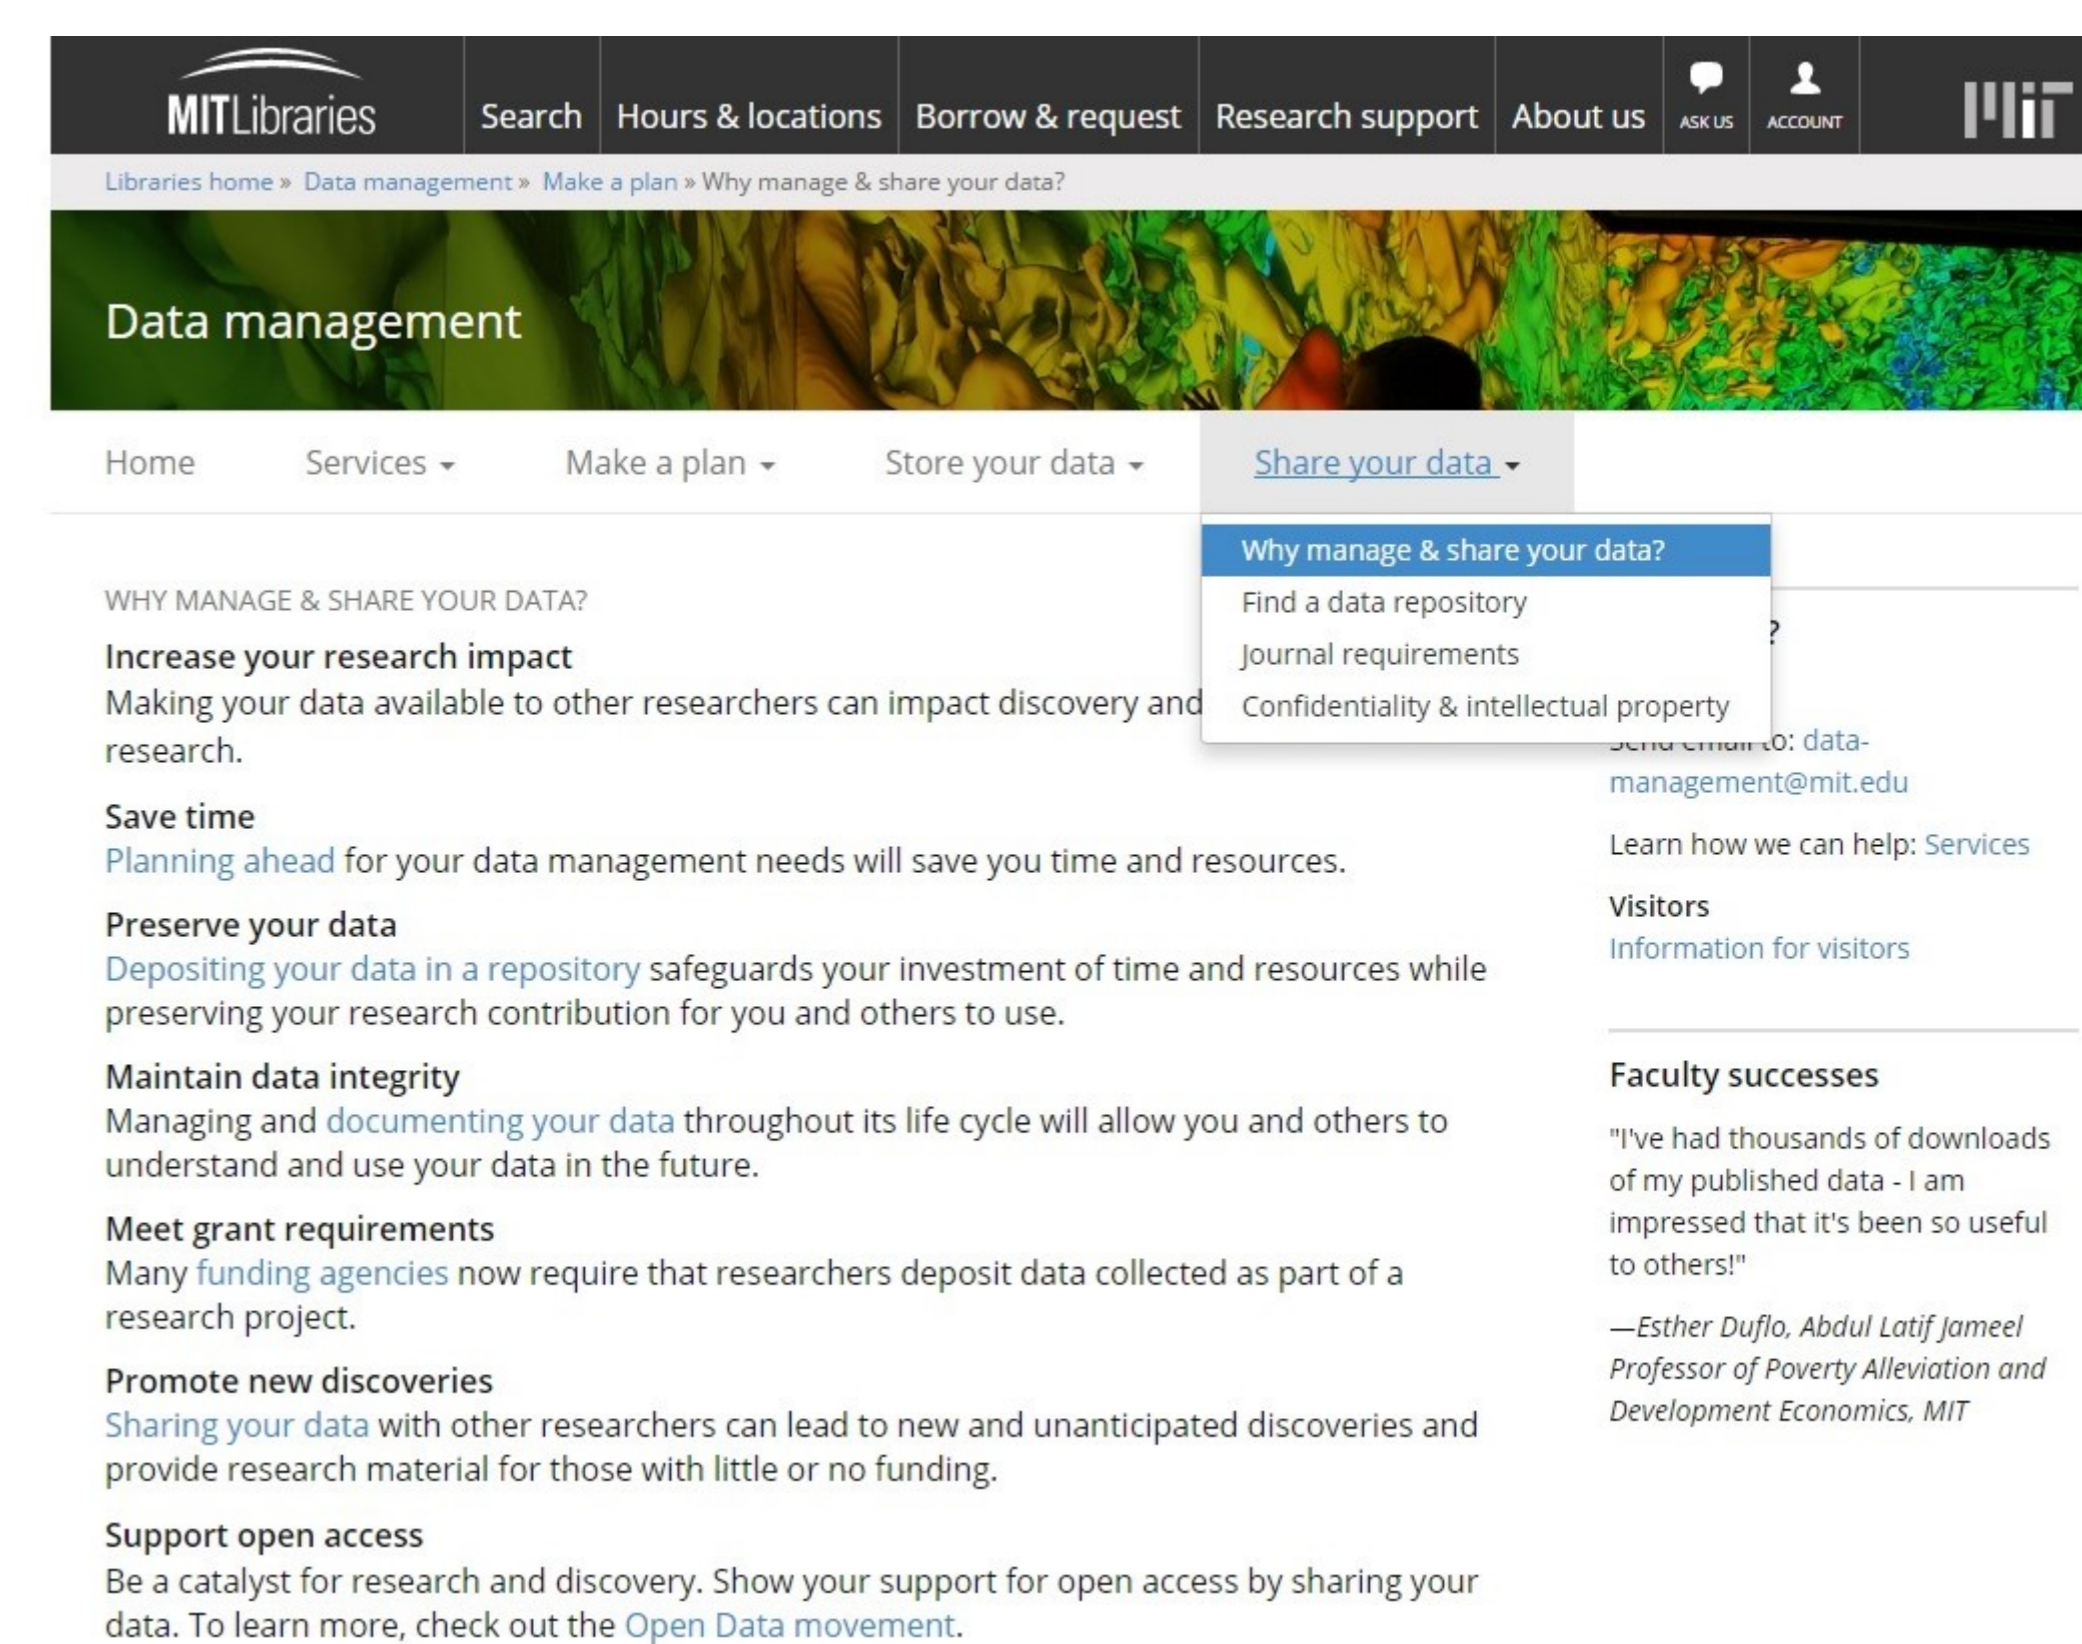 MITLibraries
Search
Hours & locations
Borrow & request
Research support
About us
ASK US
ACCOUNT
MIT
Libraries home » Data management » Make a plan » Why manage & share your data?
Data management
Home
Services
Make a plan
Store your data
Share your data
Why manage & share your data?
Find a data repository
Journal requirements
Confidentiality & intellectual property
WHY MANAGE & SHARE YOUR DATA?
Increase your research impact
Making your data available to other researchers can impact discovery and
research.
Save time
Planning ahead for your data management needs will save you time and resources.
Preserve your data
Depositing your data in a repository safeguards your investment of time and resources while
preserving your research contribution for you and others to use.
Maintain data integrity
Managing and documenting your data throughout its life cycle will allow you and others to
understand and use your data in the future.
Meet grant requirements
Many funding agencies now require that researchers deposit data collected as part of a
research project.
Promote new discoveries
Sharing your data with other researchers can lead to new and unanticipated discoveries and
provide research material for those with little or no funding.
Support open access
Be a catalyst for research and discovery. Show your support for open access by sharing your
data. To learn more, check out the Open Data movement.
?
Send email to: data-
management@mit.edu
Learn how we can help: Services
Visitors
Information for visitors
Faculty successes
"I've had thousands of downloads
of my published data - I am
impressed that it's been so useful
to others!"
—Esther Duflo, Abdul Latif Jameel
Professor of Poverty Alleviation and
Development Economics, MIT